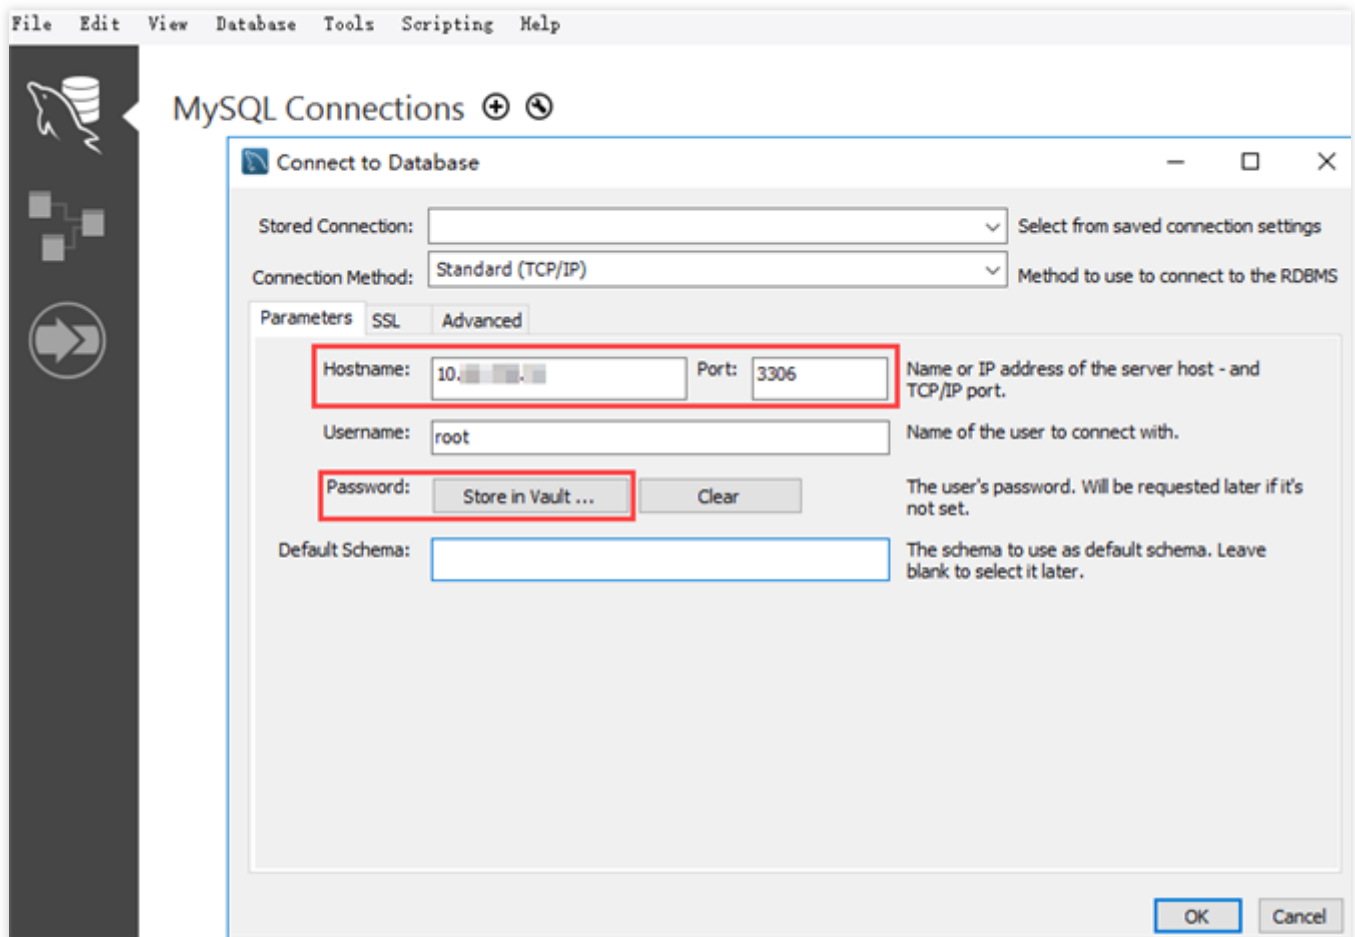 File Edit View Database Tools Scripting Help
MySQL Connections
Connect to Database
Stored Connection:
Select from saved connection settings
Connection Method: Standard (TCP/IP)
Method to use to connect to the RDBMS
Parameters SSL Advanced
Hostname: 10. Port: 3306
Name or IP address of the server host - and
TCP/IP port.
Username: root
Name of the user to connect with.
Password: Store in Vault ... Clear
The user's password. Will be requested later if it's
not set.
Default Schema:
The schema to use as default schema. Leave
blank to select it later.
OK Cancel